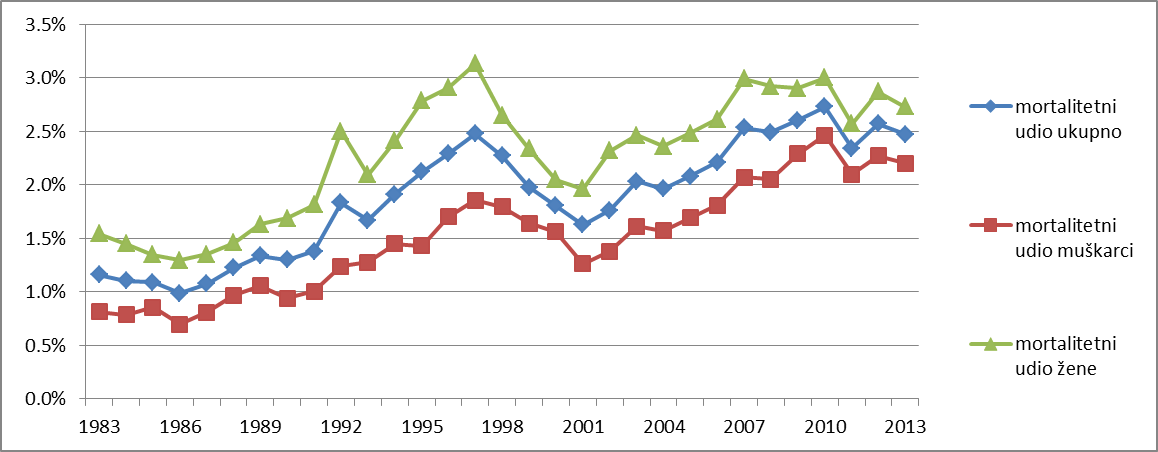 3.5%
3.0%
2.5%
2.0%
1.5%
1.0%
0.5%
0.0%
1983 1986 1989 1992 1995 1998 2001 2004 2007 2010 2013
mortalitetni
udio ukupno
mortalitetni
udio muškarci
mortalitetni
udio žene